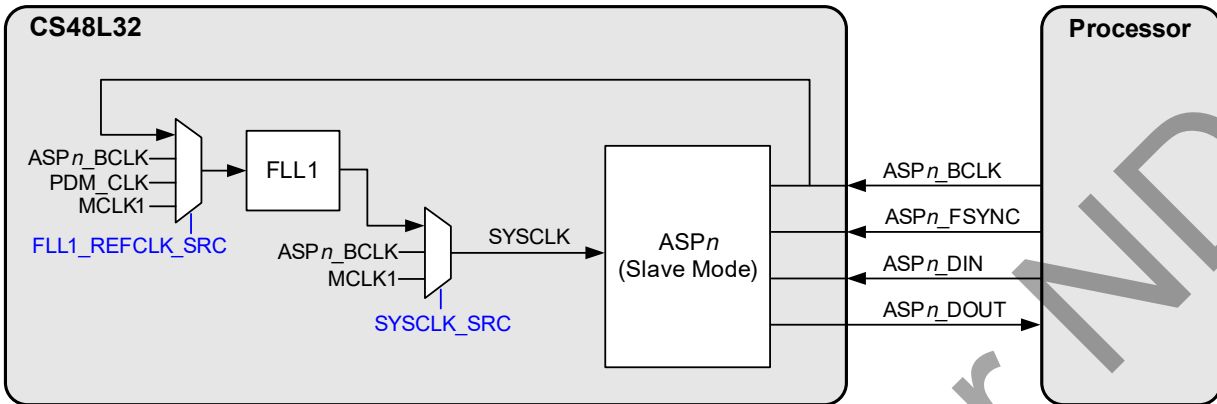 CS48L32
Processor
ASPn_BCLK
PDM_CLK
MCLK1
FLL1_REFCLK_SRC
FLL1
ASPn_BCLK
MCLK1
SYSCLK_SRC
SYSCLK
ASPn
(Slave Mode)
ASPn_BCLK
ASPn_FSYNC
ASPn_DIN
ASPn_DOUT